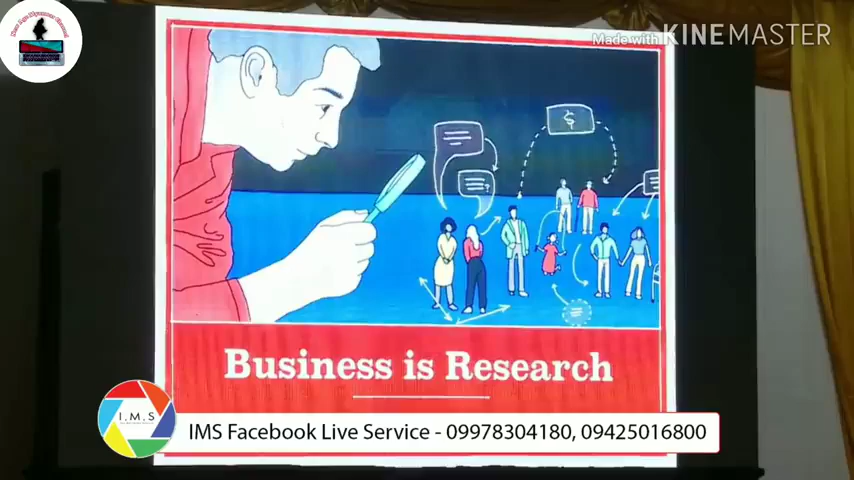 Made with KINEMASTER
$
?
Business is Research
I.M.S
IMS Facebook Live Service - 09978304180, 09425016800